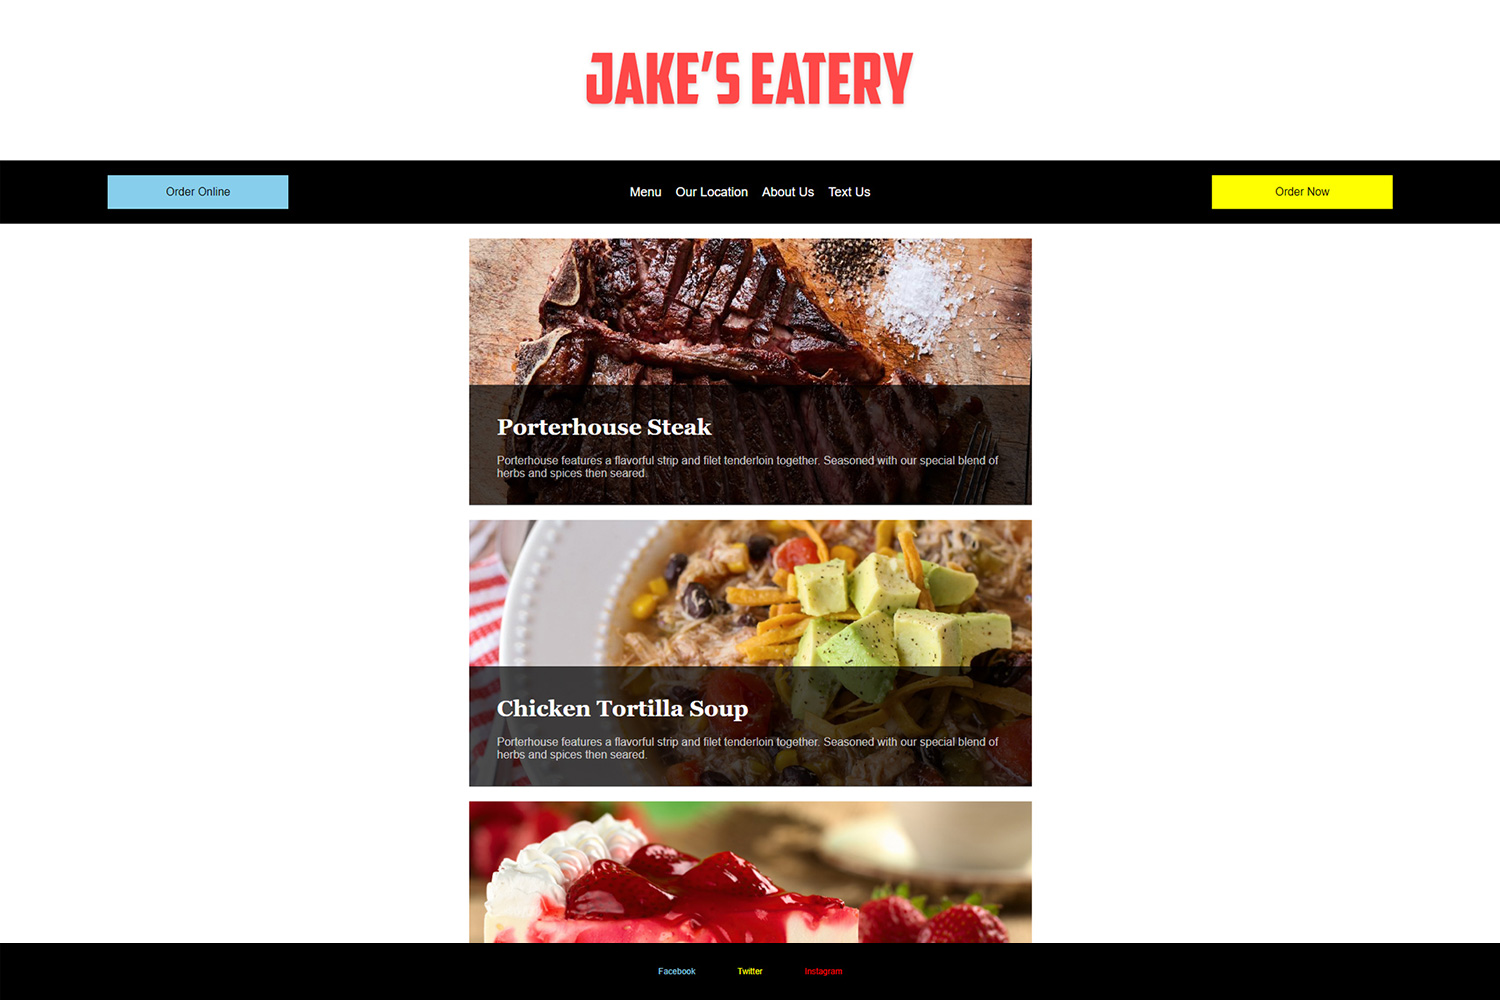 JAKE'S EATERY
Order Online
Menu Our Location About Us Text Us
Order Now
Porterhouse Steak
Porterhouse features a flavorful strip and filet tenderloin together. Seasoned with our special blend of
herbs and spices then seared.
Chicken Tortilla Soup
Porterhouse features a flavorful strip and filet tenderloin together. Seasoned with our special blend of
herbs and spices then seared.
Facebook Twitter Instagram